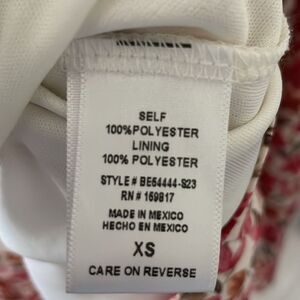 SELF
100%POLYESTER
LINING
100% POLYESTER
STYLE # BE54444-S23
RN # 169817
MADE IN MEXICO
HECHO EN MEXICO
XS
CARE ON REVERSE